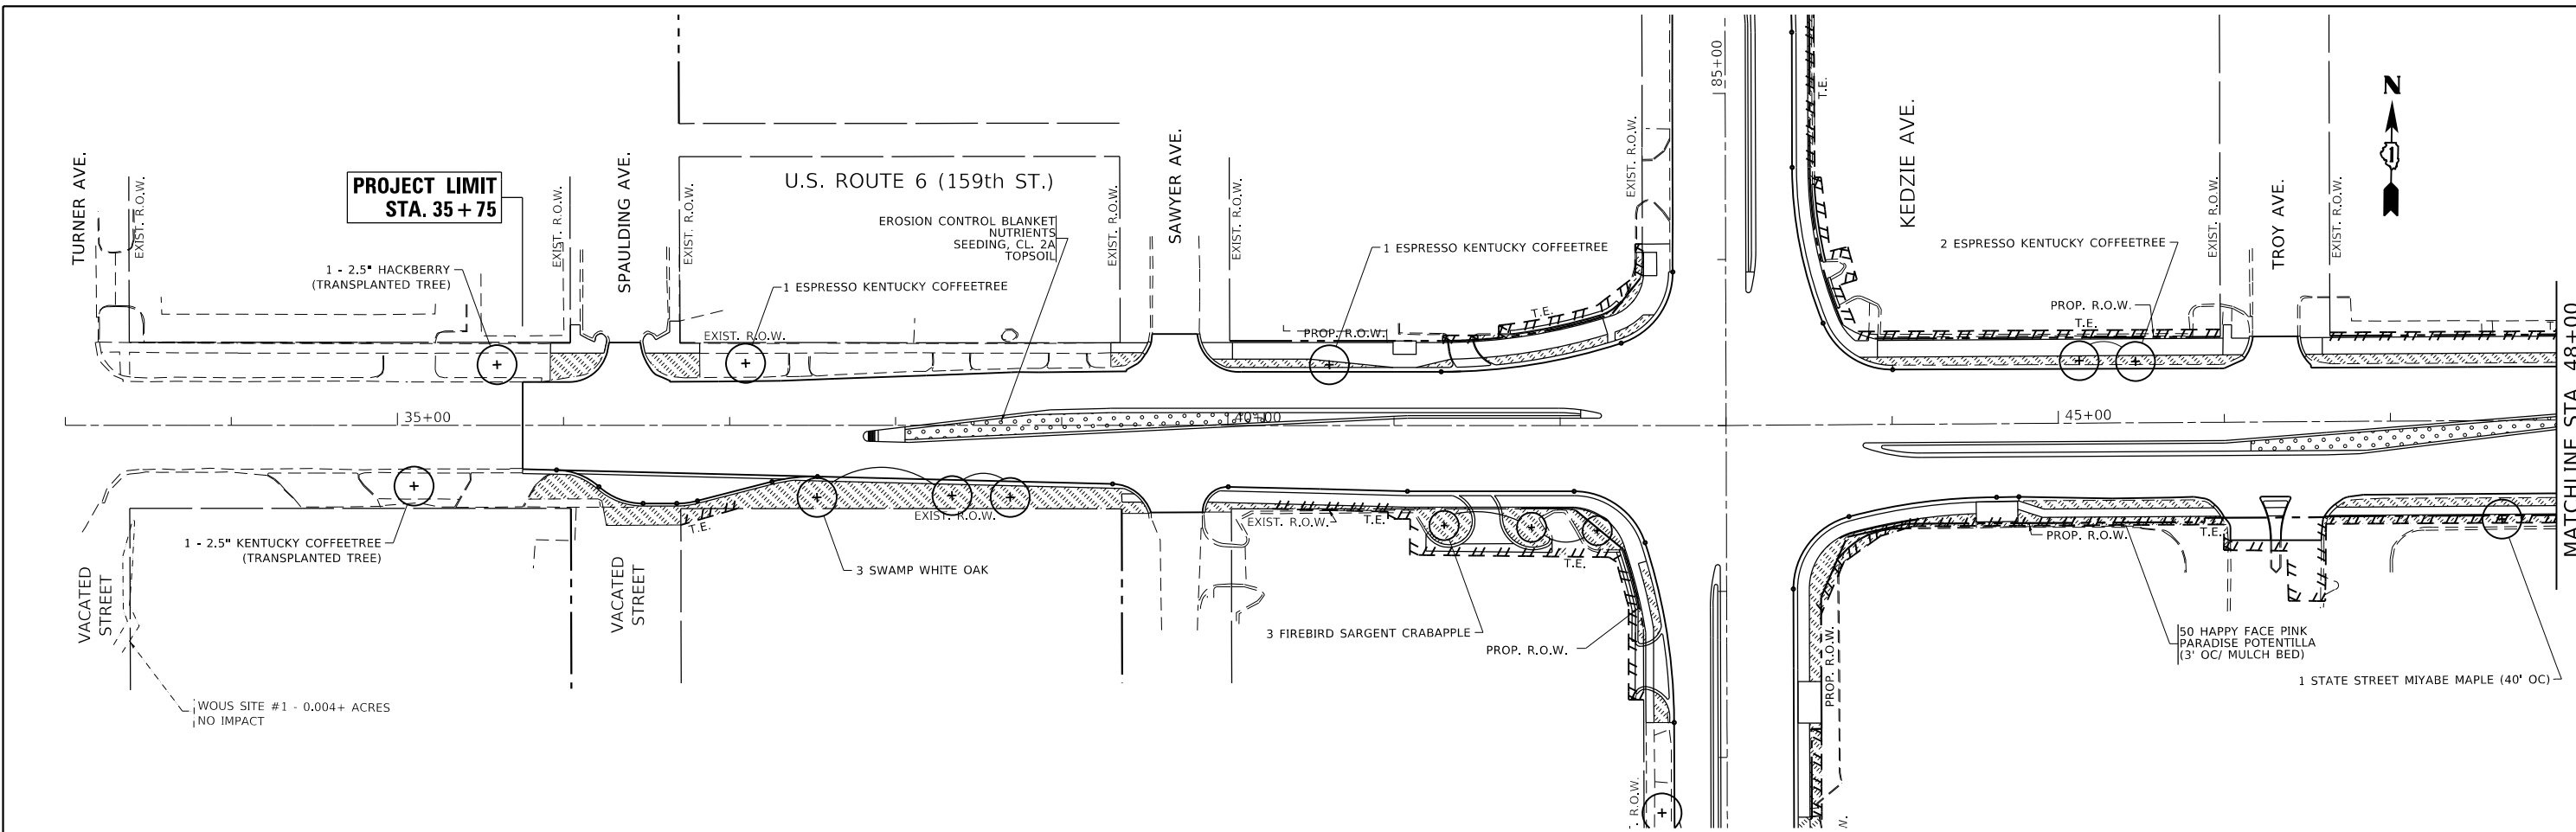 TURNER AVE.
EXIST. R.O.W.
PROJECT LIMIT
STA. 35+75
1 - 2.5" HACKBERRY
(TRANSPLANTED TREE)
EXIST. R.O.W.
SPAULDING AVE.
EXIST. R.O.W.
U.S. ROUTE 6 (159th ST.)
EROSION CONTROL BLANKET
NUTRIENTS
SEEDING, CL. 2A
TOPSOIL
1 ESPRESSO KENTUCKY COFFEETREE
EXIST. R.O.W.
EXIST. R.O.W.
SAWYER AVE.
EXIST. R.O.W.
1 ESPRESSO KENTUCKY COFFEETREE
PROP. R.O.W.
T.E.
EXIST. R.O.W.
85+00
T.E.
KEDZIE AVE.
2 ESPRESSO KENTUCKY COFFEETREE
PROP. R.O.W.
T.E.
EXIST. R.O.W.
TROY AVE.
EXIST. R.O.W.
N
1
MATCHLINE STA. 48+00
35+00
40+00
45+00
1 - 2.5" KENTUCKY COFFEETREE
(TRANSPLANTED TREE)
VACATED
STREET
WOUS SITE #1 - 0.004+ ACRES
NO IMPACT
VACATED
STREET
T.E.
EXIST. R.O.W.
3 SWAMP WHITE OAK
EXIST. R.O.W.
T.E.
T.E.
3 FIREBIRD SARGENT CRABAPPLE
PROP. R.O.W.
R.O.W.
PROP. R.O.W.
W.
PROP. R.O.W.
T.E.
50 HAPPY FACE PINK
PARADISE POTENTILLA
(3' OC/ MULCH BED)
1 STATE STREET MIYABE MAPLE (40' OC)